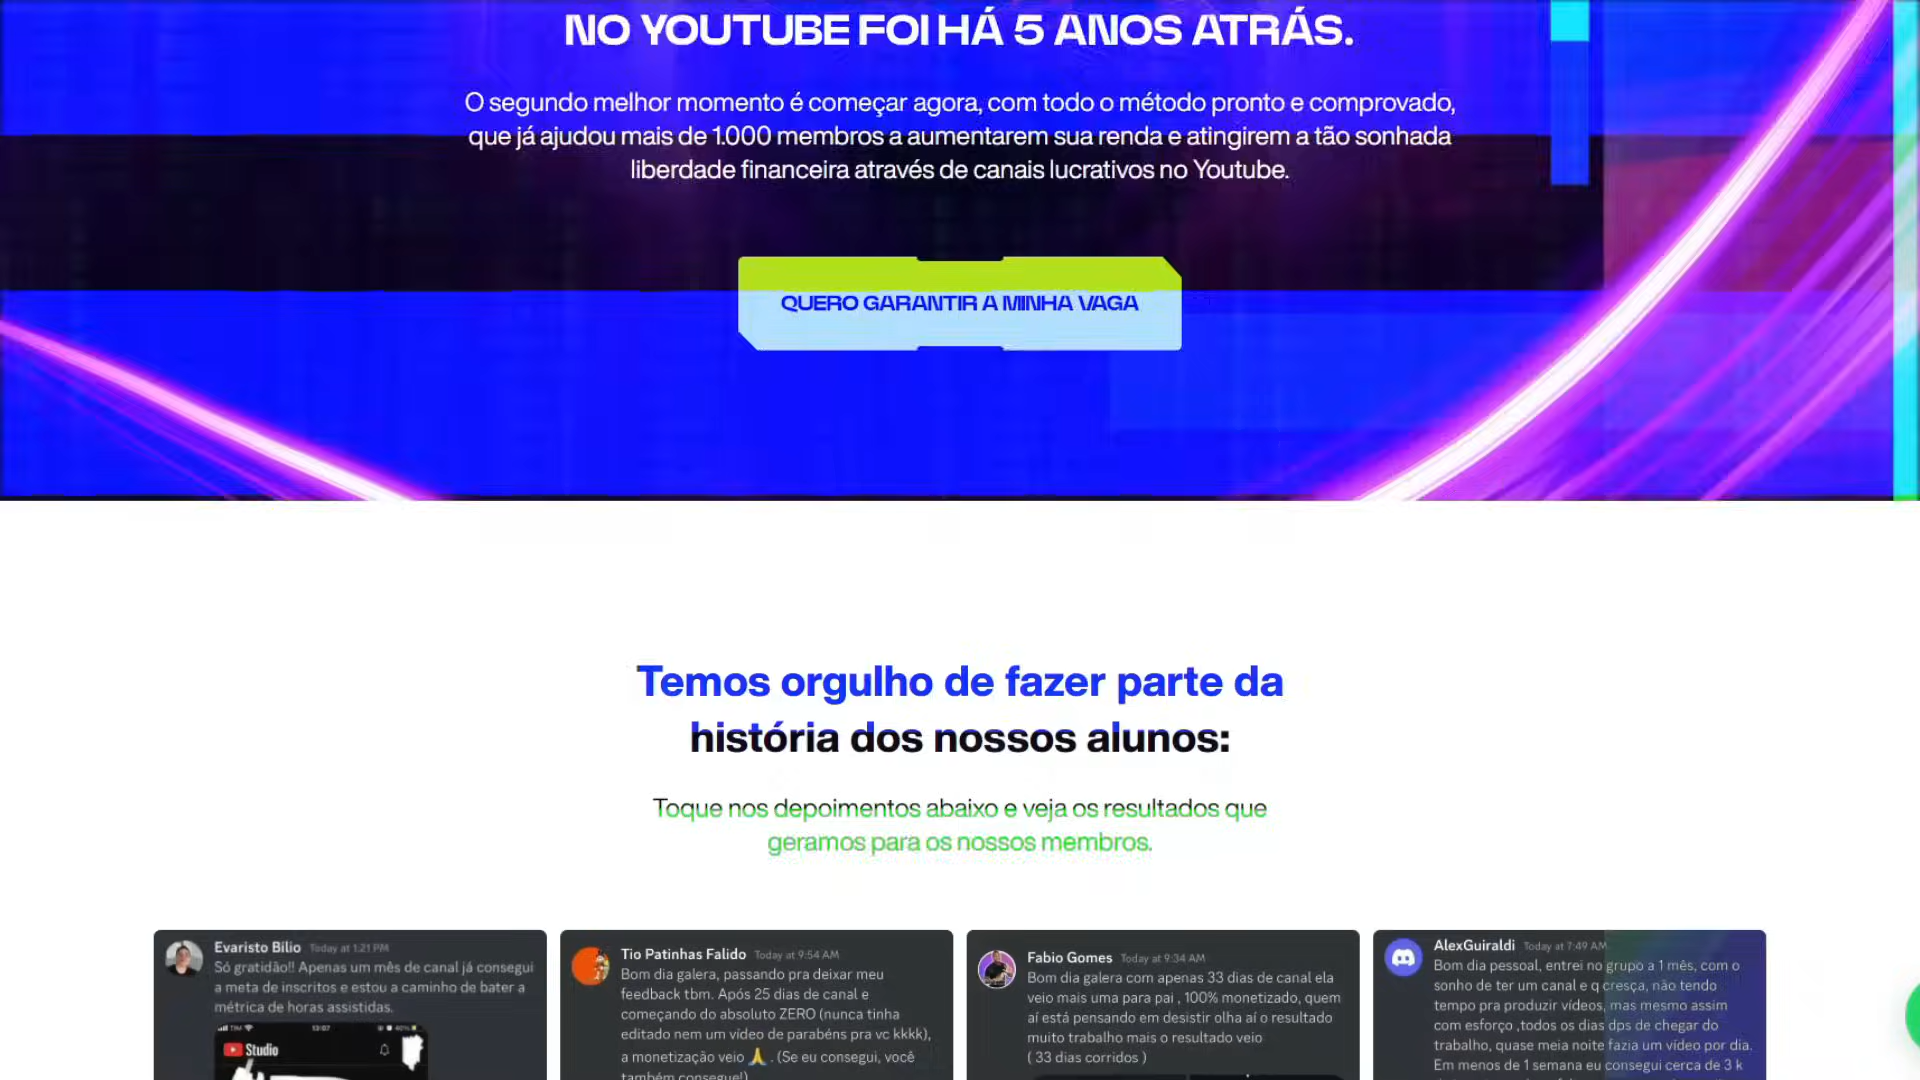 NO YOUTUBE FOI HÁ 5 ANOS ATRÁS.
O segundo melhor momento é começar agora, com todo o método pronto e comprovado,
que já ajudou mais de 1.000 membros a aumentarem sua renda e atingirem a tão sonhada
liberdade financeira através de canais lucrativos no Youtube.
QUERO GARANTIR A MINHA VAGA
Temos orgulho de fazer parte da
história dos nossos alunos:
Toque nos depoimentos abaixo e veja os resultados que
geramos para os nossos membros.
Evaristo Bílio Today at 1:21 PM
Só gratidão!! Apenas um mês de canal já consegui
a meta de inscritos e estou a caminho de bater a
métrica de horas assistidas.
TIM 13:07 40%
Studio
Tio Patinhas Falido Today at 9:54 AM
Bom dia galera, passando pra deixar meu
feedback tbm. Após 25 dias de canal e
começando do absoluto ZERO (nunca tinha
editado nem um vídeo de parabéns pra vc kkkk),
a monetização veio 🙏 . (Se eu consegui, você
também consegue!)
Fabio Gomes Today at 9:34 AM
Bom dia galera com apenas 33 dias de canal ela
veio mais uma para pai , 100% monetizado, quem
aí está pensando em desistir olha aí o resultado
muito trabalho mais o resultado veio
( 33 dias corridos )
AlexGuiraldi Today at 7:49 AM
Bom dia pessoal, entrei no grupo a 1 mês, com o
sonho de ter um canal e q cresça, não tendo
tempo pra produzir vídeos, mas mesmo assim
com esforço ,todos os dias dps de chegar do
trabalho, quase meia noite fazia um vídeo por dia.
Em menos de 1 semana eu consegui cerca de 3 k